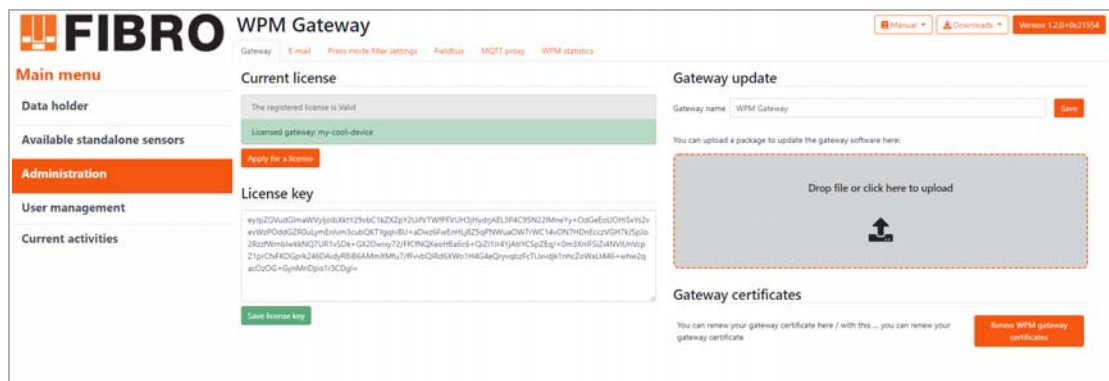 FIBRO
WPM Gateway
Manual
Downloads
Version 1.2.0+0c21554
Gateway
E-mail
Press mode filter settings
Fieldbus
MQTT proxy
WPM statistics
Main menu
Data holder
Available standalone sensors
Administration
User management
Current activities
Current license
The registered license is Valid
Licensed gateway: my-cool-device
Apply for a license
License key
Save license key
Gateway update
Gateway name
WPM Gateway
Save
You can upload a package to update the gateway software here:
Drop file or click here to upload
Gateway certificates
You can renew your gateway certificate here / with this ... you can renew your
gateway certificate
Renew WPM gateway
certificates